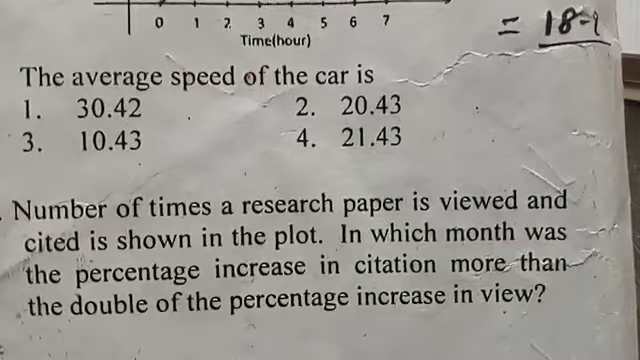 0 1 2 3 4 5 6 7
Time(hour)
The average speed of the car is
1. 30.42 2. 20.43
3. 10.43 4. 21.43
Number of times a research paper is viewed and
cited is shown in the plot. In which month was
the percentage increase in citation more than
the double of the percentage increase in view?